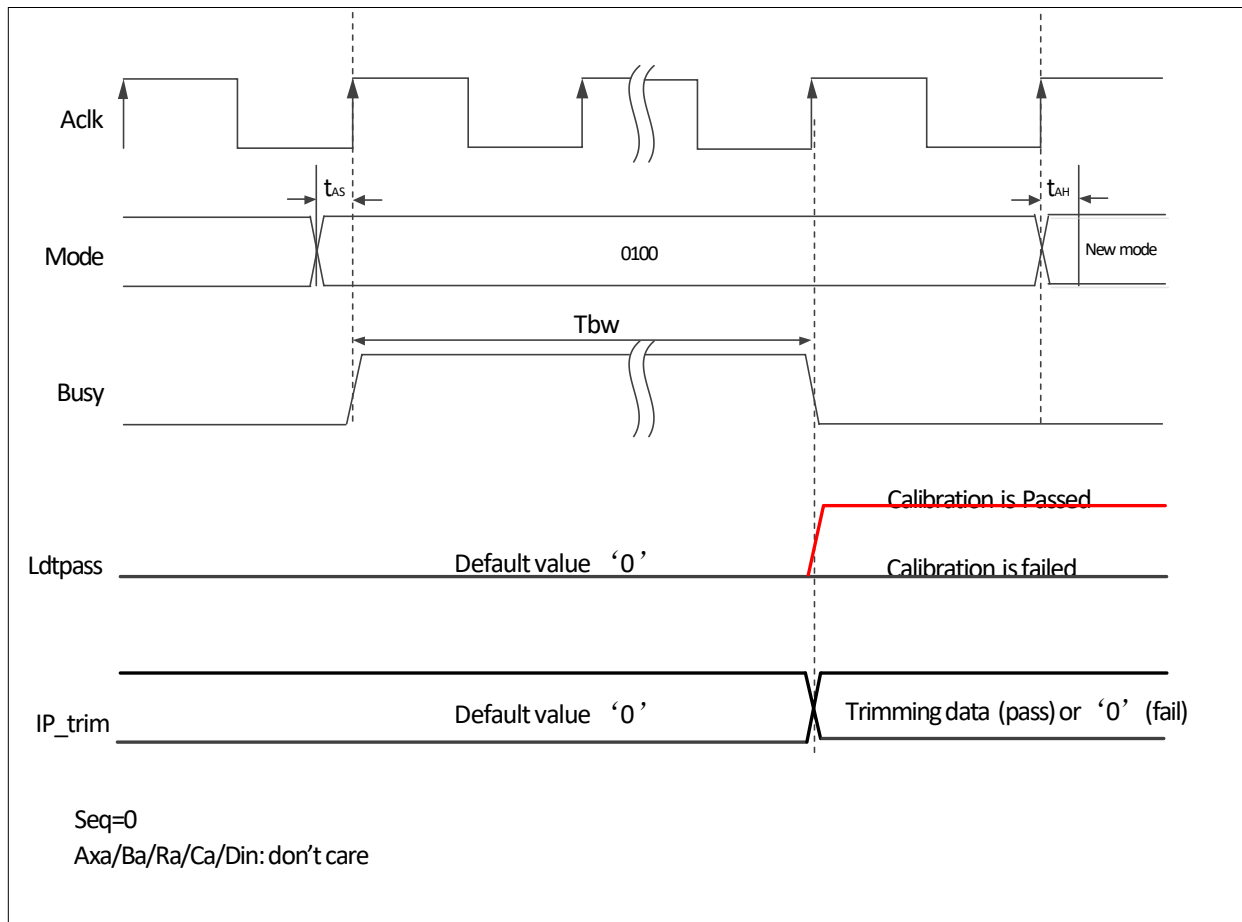 Aclk
tAS
tAH
Mode
0100
New mode
Tbw
Busy
Calibration is Passed
Ldtpass
Default value ‘0’
Calibration is failed
IP_trim
Default value ‘0’
Trimming data (pass) or ‘0’ (fail)
Seq=0
Axa/Ba/Ra/Ca/Din: don't care